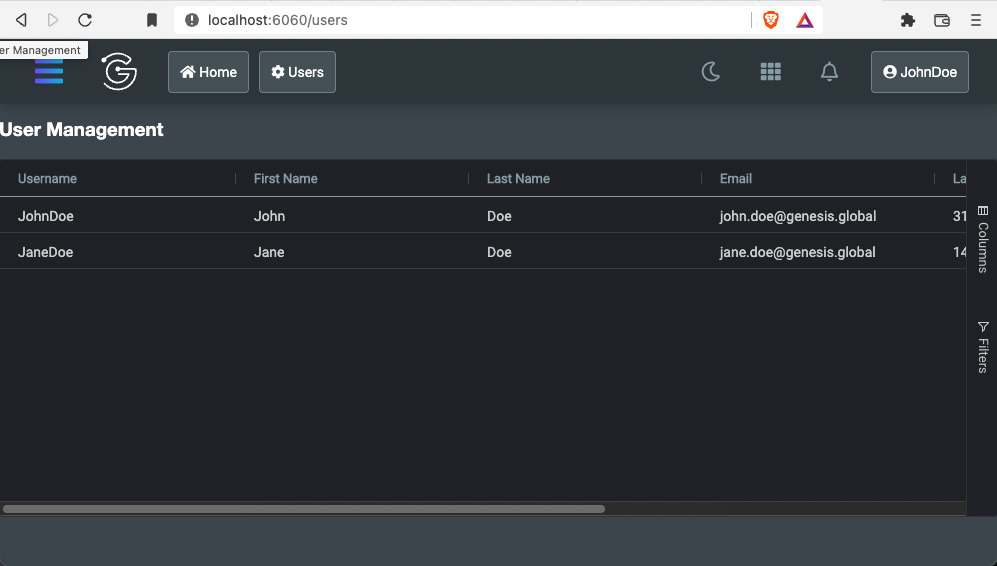 localhost:6060/users
er Management
Home
Users
JohnDoe
User Management
Username First Name Last Name Email La
JohnDoe John Doe john.doe@genesis.global 31
JaneDoe Jane Doe jane.doe@genesis.global 14
Columns
Filters